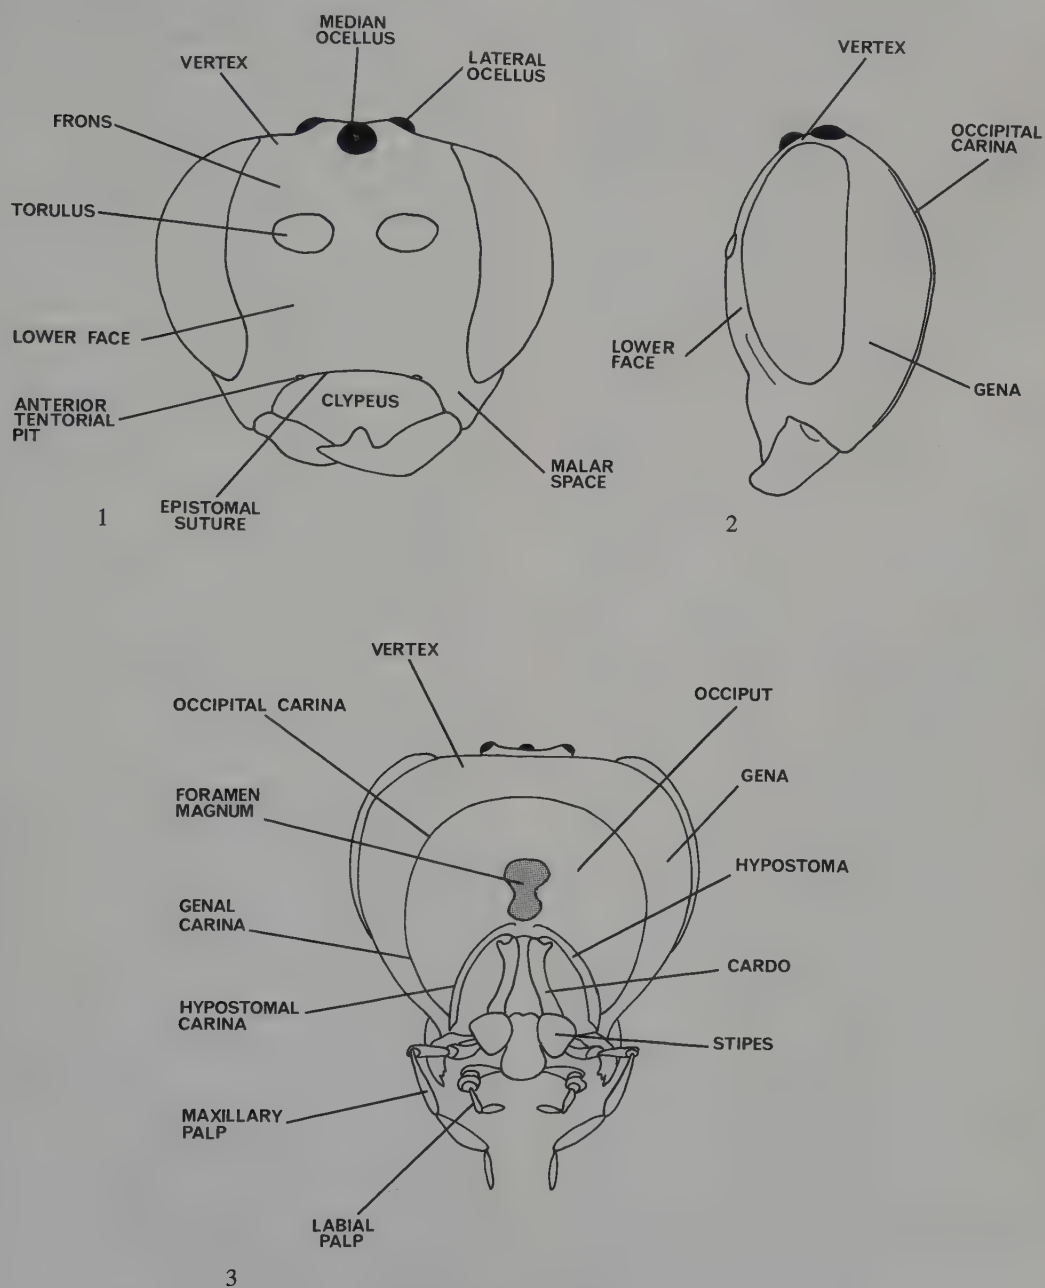 MEDIAN
OCELLUS
LATERAL
OCELLUS
VERTEX
FRONS
TORULUS
LOWER FACE
ANTERIOR
TENTORIAL
PIT
CLYPEUS
EPISTOMAL
SUTURE
MALAR
SPACE
1
VERTEX
OCCIPITAL
CARINA
LOWER
FACE
GENA
2
VERTEX
OCCIPITAL CARINA
OCCIPUT
FORAMEN
MAGNUM
GENA
HYPOSTOMA
GENAL
CARINA
CARDO
HYPOSTOMAL
CARINA
STIPES
MAXILLARY
PALP
LABIAL
PALP
3